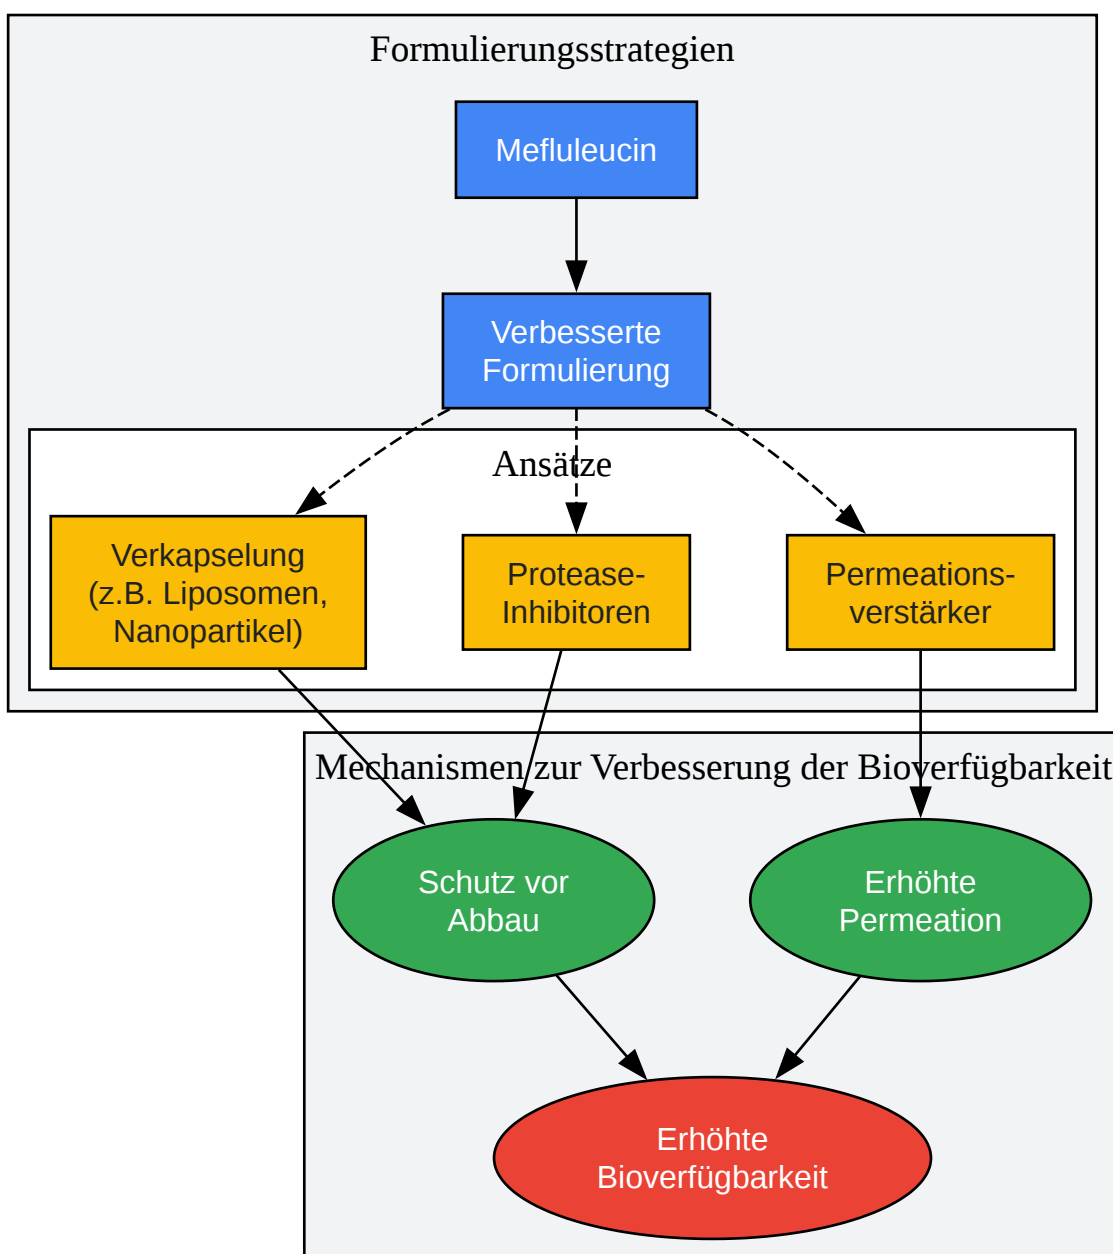 Formulierungsstrategien
Mefluleucin
Verbesserte
Formulierung
Ansätze
Verkapselung
(z.B. Liposomen,
Nanopartikel)
Protease-
Inhibitoren
Permeations-
verstärker
Mechanismen zur Verbesserung der Bioverfügbarkeit
Schutz vor
Abbau
Erhöhte
Permeation
Erhöhte
Bioverfügbarkeit